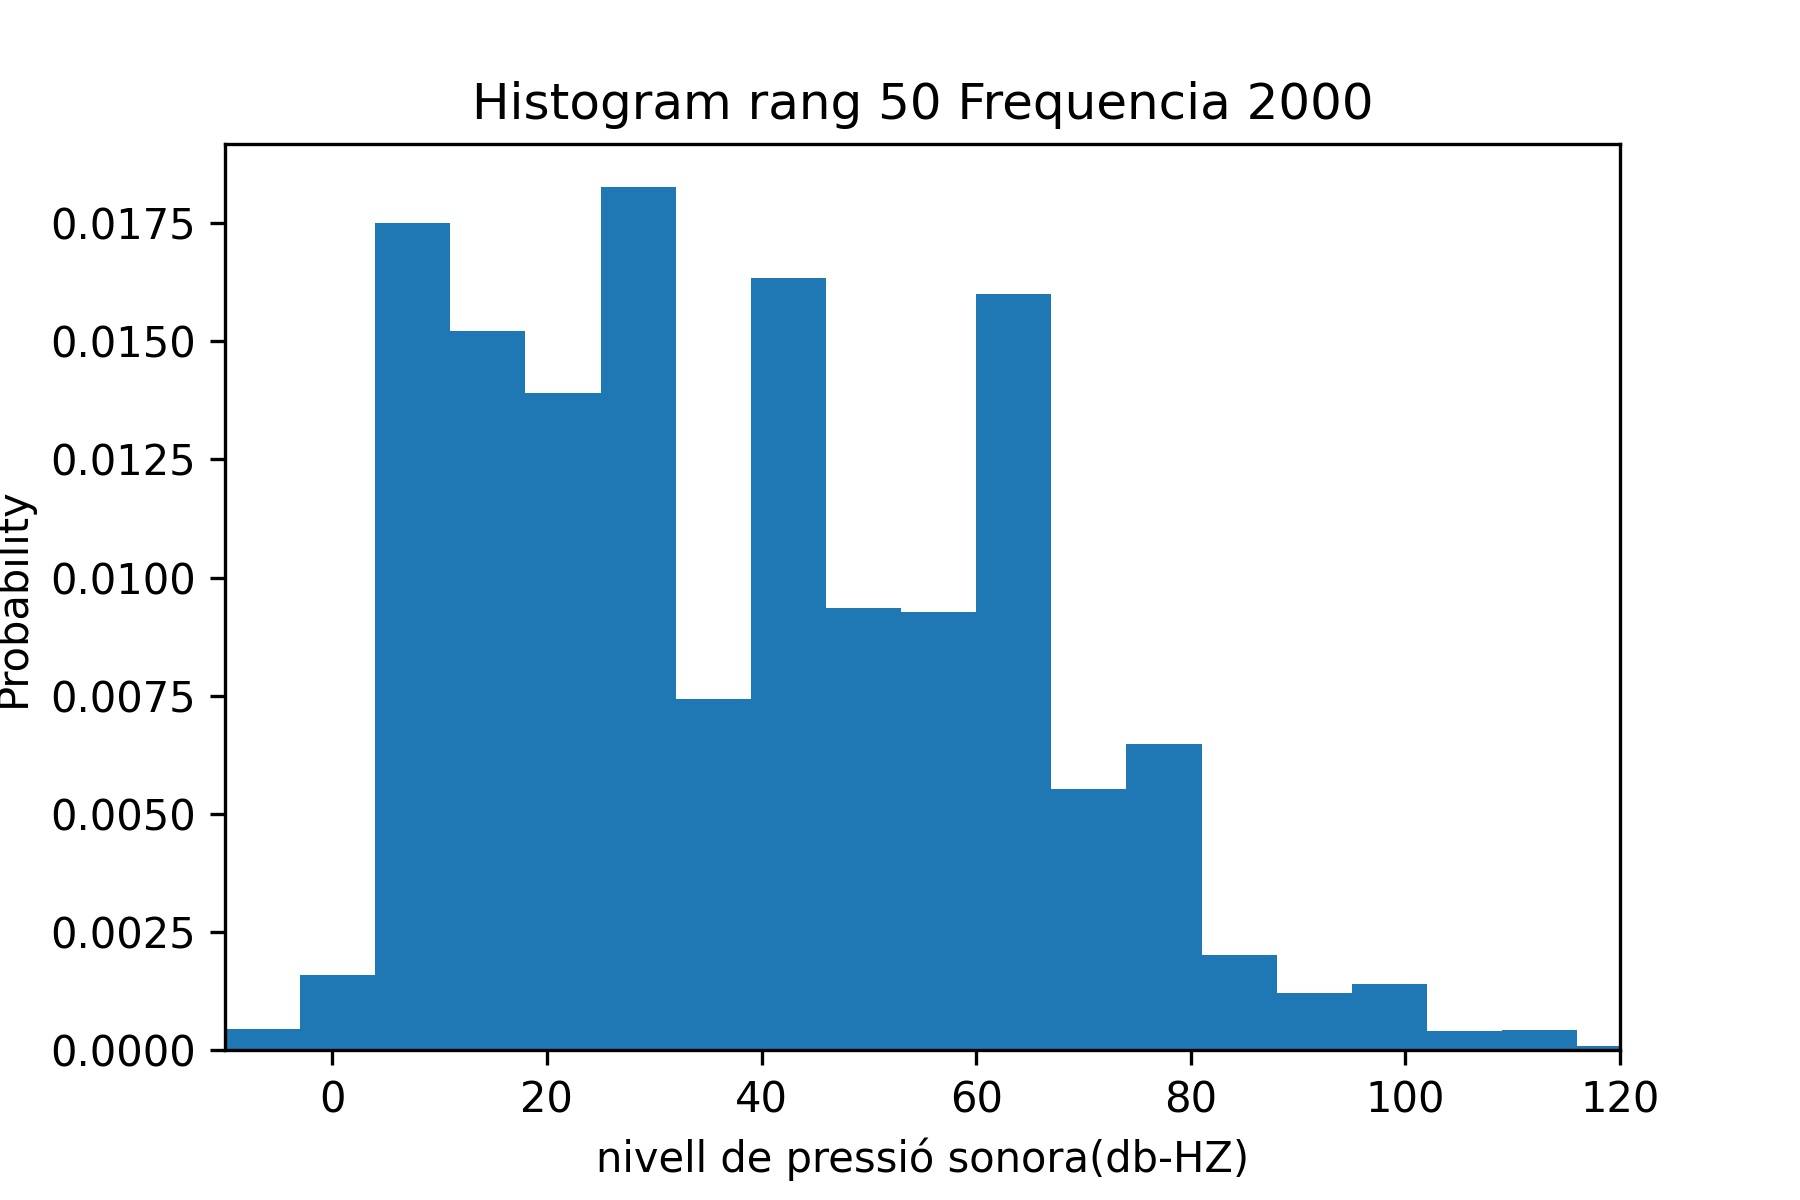 Histogram rang 50 Frequencia 2000
Probability
0.0175
0.0150
0.0125
0.0100
0.0075
0.0050
0.0025
0.0000
0 20 40 60 80 100 120
nivell de pressió sonora(db-HZ)